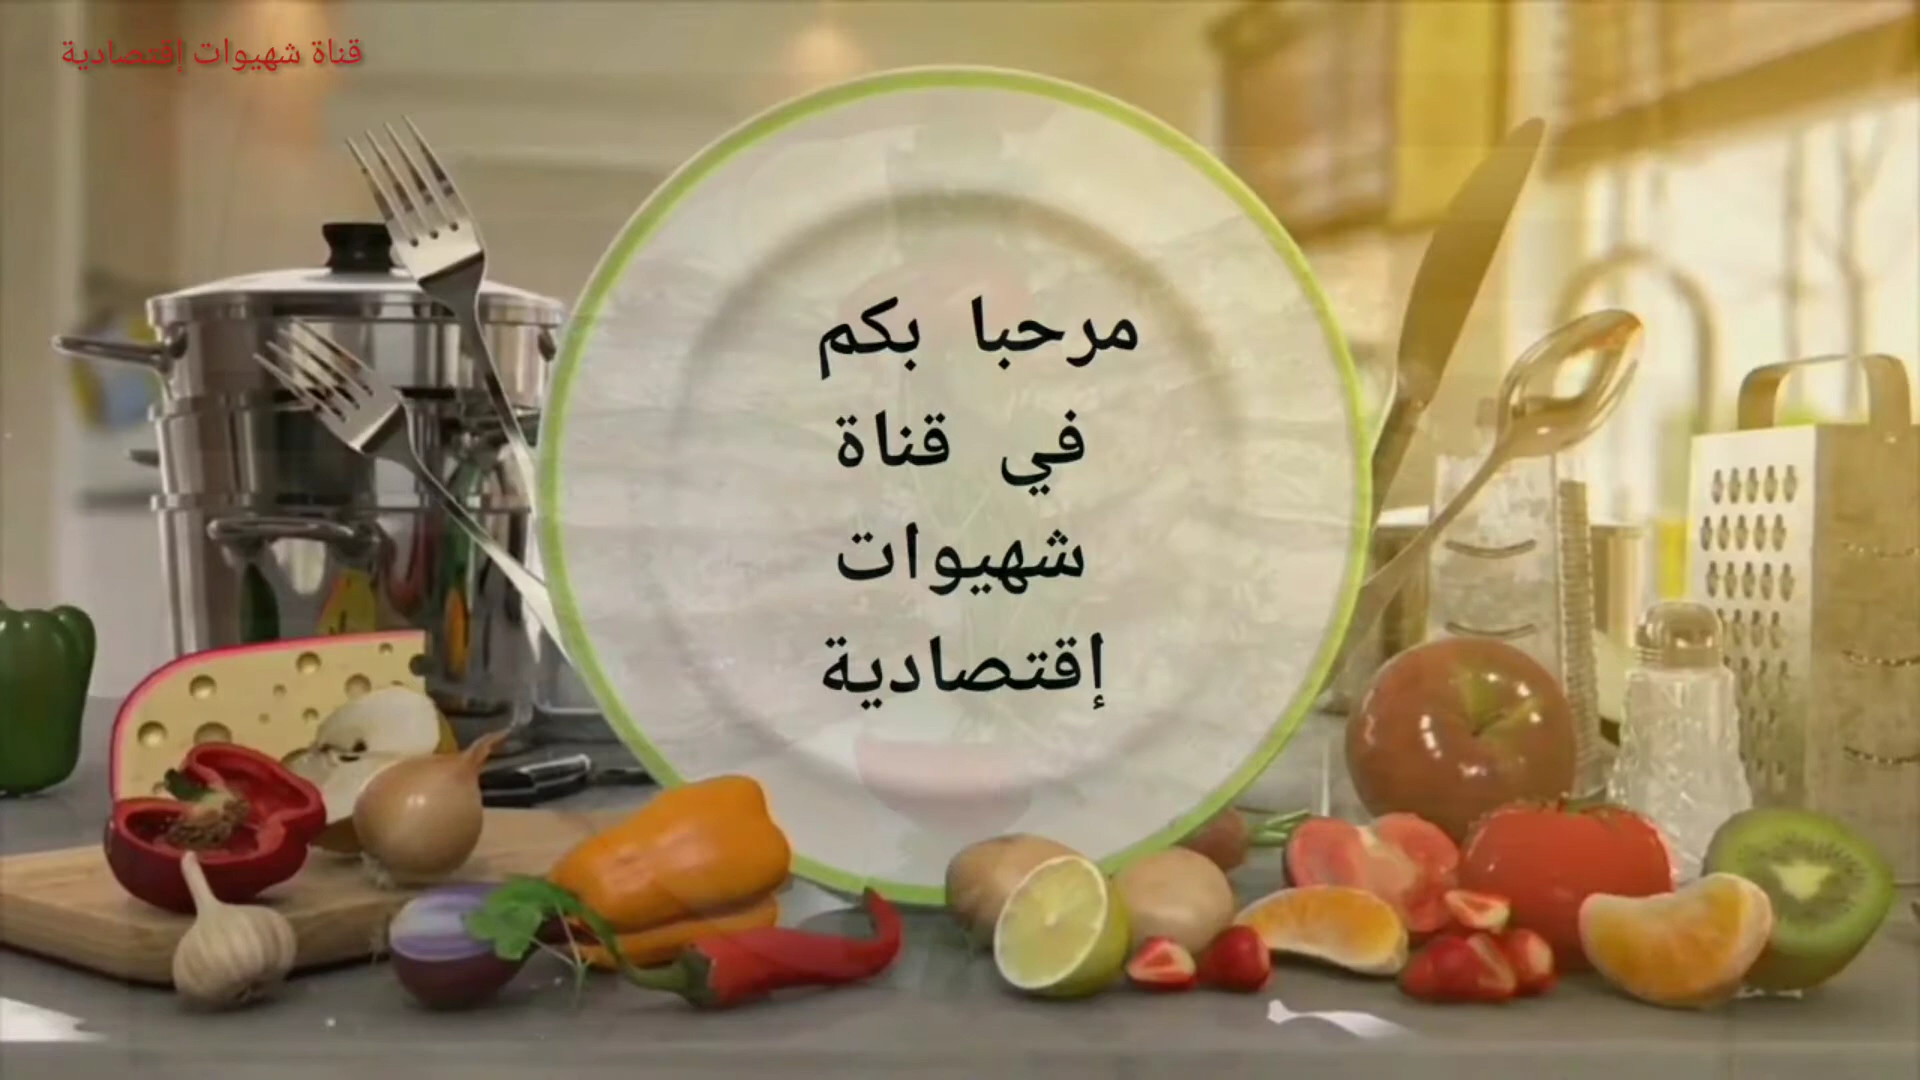 قناة شهيوات إقتصادية
مرحبا بكم
في قناة
شهيوات
إقتصادية